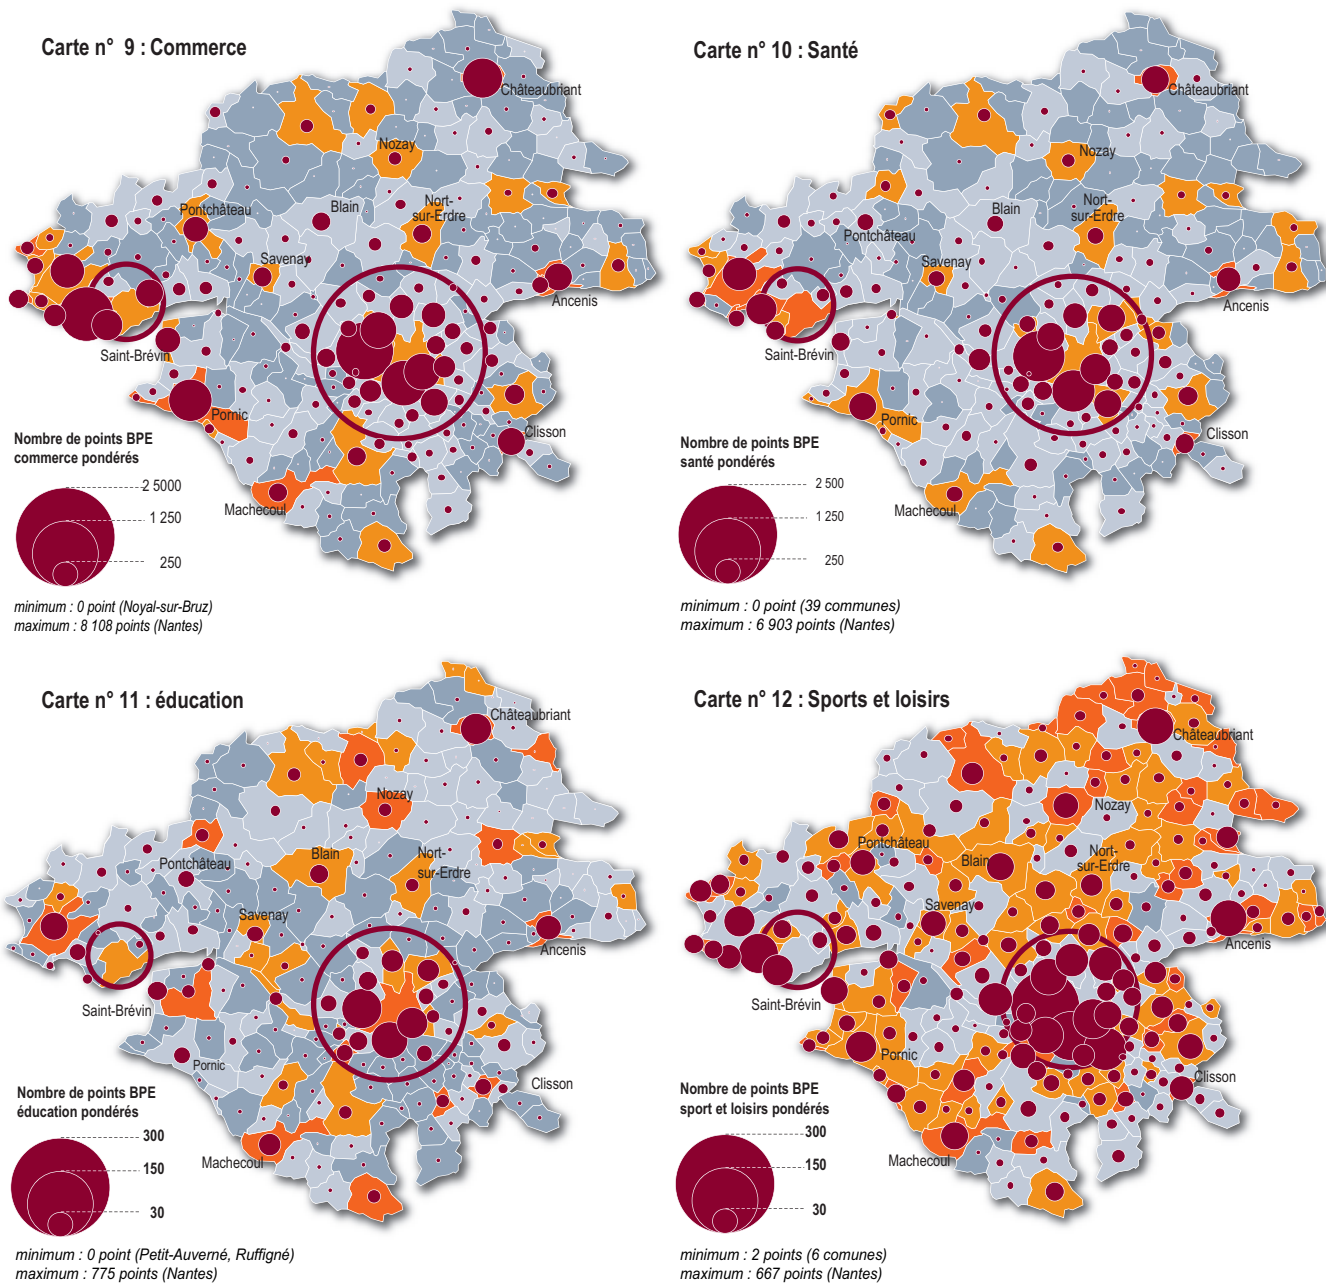 Carte n° 9 : Commerce
Châteaubriant
Nozay
Nort-
sur-Erdre
Blain
Pontchâteau
Savenay
Ancenis
Saint-Brévin
Pornic
Clisson
Machecoul
Nombre de points BPE
commerce pondérés
2 5000
1 250
250
minimum : 0 point (Noyal-sur-Bruz)
maximum : 8 108 points (Nantes)
Carte n° 10 : Santé
Châteaubriant
Nozay
Nort-
sur-Erdre
Blain
Pontchâteau
Savenay
Ancenis
Saint-Brévin
Pornic
Clisson
Machecoul
Nombre de points BPE
santé pondérés
2 500
1 250
250
minimum : 0 point (39 communes)
maximum : 6 903 points (Nantes)
Carte n° 11 : éducation
Châteaubriant
Nozay
Blain
Nort-
sur-Erdre
Pontchâteau
Savenay
Ancenis
Saint-Brévin
Pornic
Clisson
Machecoul
Nombre de points BPE
éducation pondérés
300
150
30
minimum : 0 point (Petit-Auverné, Ruffigné)
maximum : 775 points (Nantes)
Carte n° 12 : Sports et loisirs
Châteaubriant
Nozay
Pontchâteau
Blain
Nort-
sur-Erdre
Savenay
Ancenis
Saint-Brévin
Pornic
Clisson
Machecoul
Nombre de points BPE
sport et loisirs pondérés
300
150
30
minimum : 2 points (6 comunes)
maximum : 667 points (Nantes)